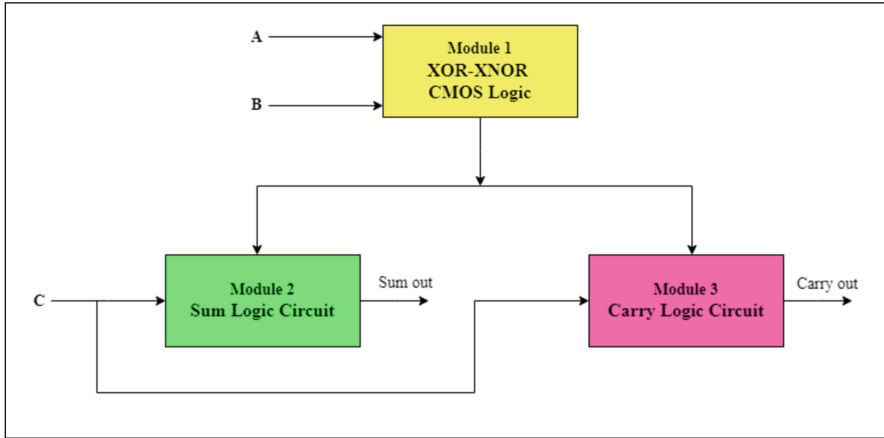 A
Module 1
XOR-XNOR
CMOS Logic
B
Module 2
Sum Logic Circuit
Sum out
C
Module 3
Carry Logic Circuit
Carry out